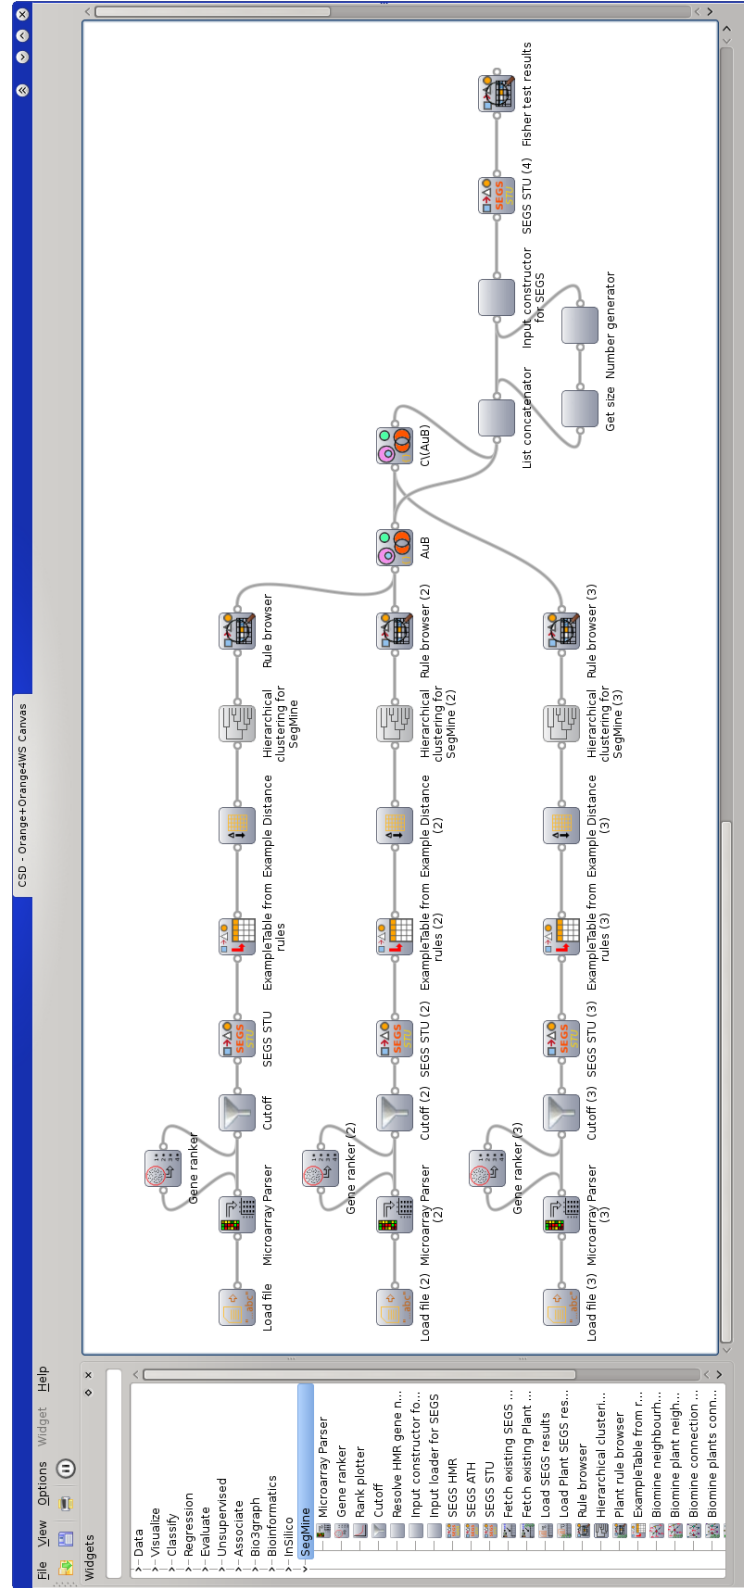 CSD - Orange+Orange4WS Canvas
File View Options Widget Help
Widgets
Data
Visualize
Classify
Regression
Evaluate
Unsupervised
Associate
Bio3graph
Bioinformatics
InSilico
SegMine
Microarray Parser
Gene ranker
Rank plotter
Cutoff
Resolve HMR gene n...
Input constructor fo...
Input loader for SEGS
SEGS HMR
SEGS ATH
SEGS STU
Fetch existing SEGS ...
Fetch existing Plant ...
Load SEGS results
Load Plant SEGS res...
Rule browser
Hierarchical clusteri...
Plant rule browser
ExampleTable from r...
Biomine neighbourh...
Biomine plant neigh...
Biomine connection ...
Biomine plants conn...
Load file
Microarray Parser
Gene ranker
Cutoff
SEGS STU
ExampleTable from
rules
Example Distance
Hierarchical
clustering for
SegMine
Rule browser
Load file (2)
Microarray Parser
(2)
Gene ranker (2)
Cutoff (2)
SEGS STU (2)
ExampleTable from
rules (2)
Example Distance
(2)
Hierarchical
clustering for
SegMine (2)
Rule browser (2)
AuB
C\(AuB)
Load file (3)
Microarray Parser
(3)
Gene ranker (3)
Cutoff (3)
SEGS STU (3)
ExampleTable from
rules (3)
Example Distance
(3)
Hierarchical
clustering for
SegMine (3)
Rule browser (3)
List concatenator
Input constructor
for SEGS
SEGS STU (4)
Fisher test results
Get size
Number generator